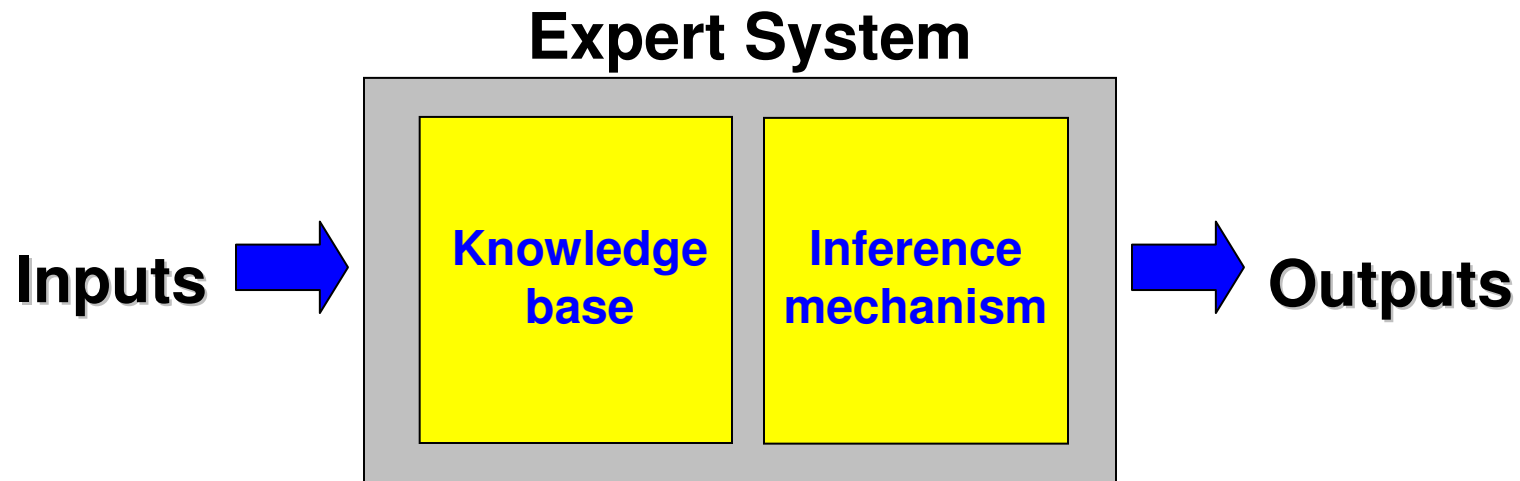 Expert System
Inputs
Knowledge
base
Inference
mechanism
Outputs